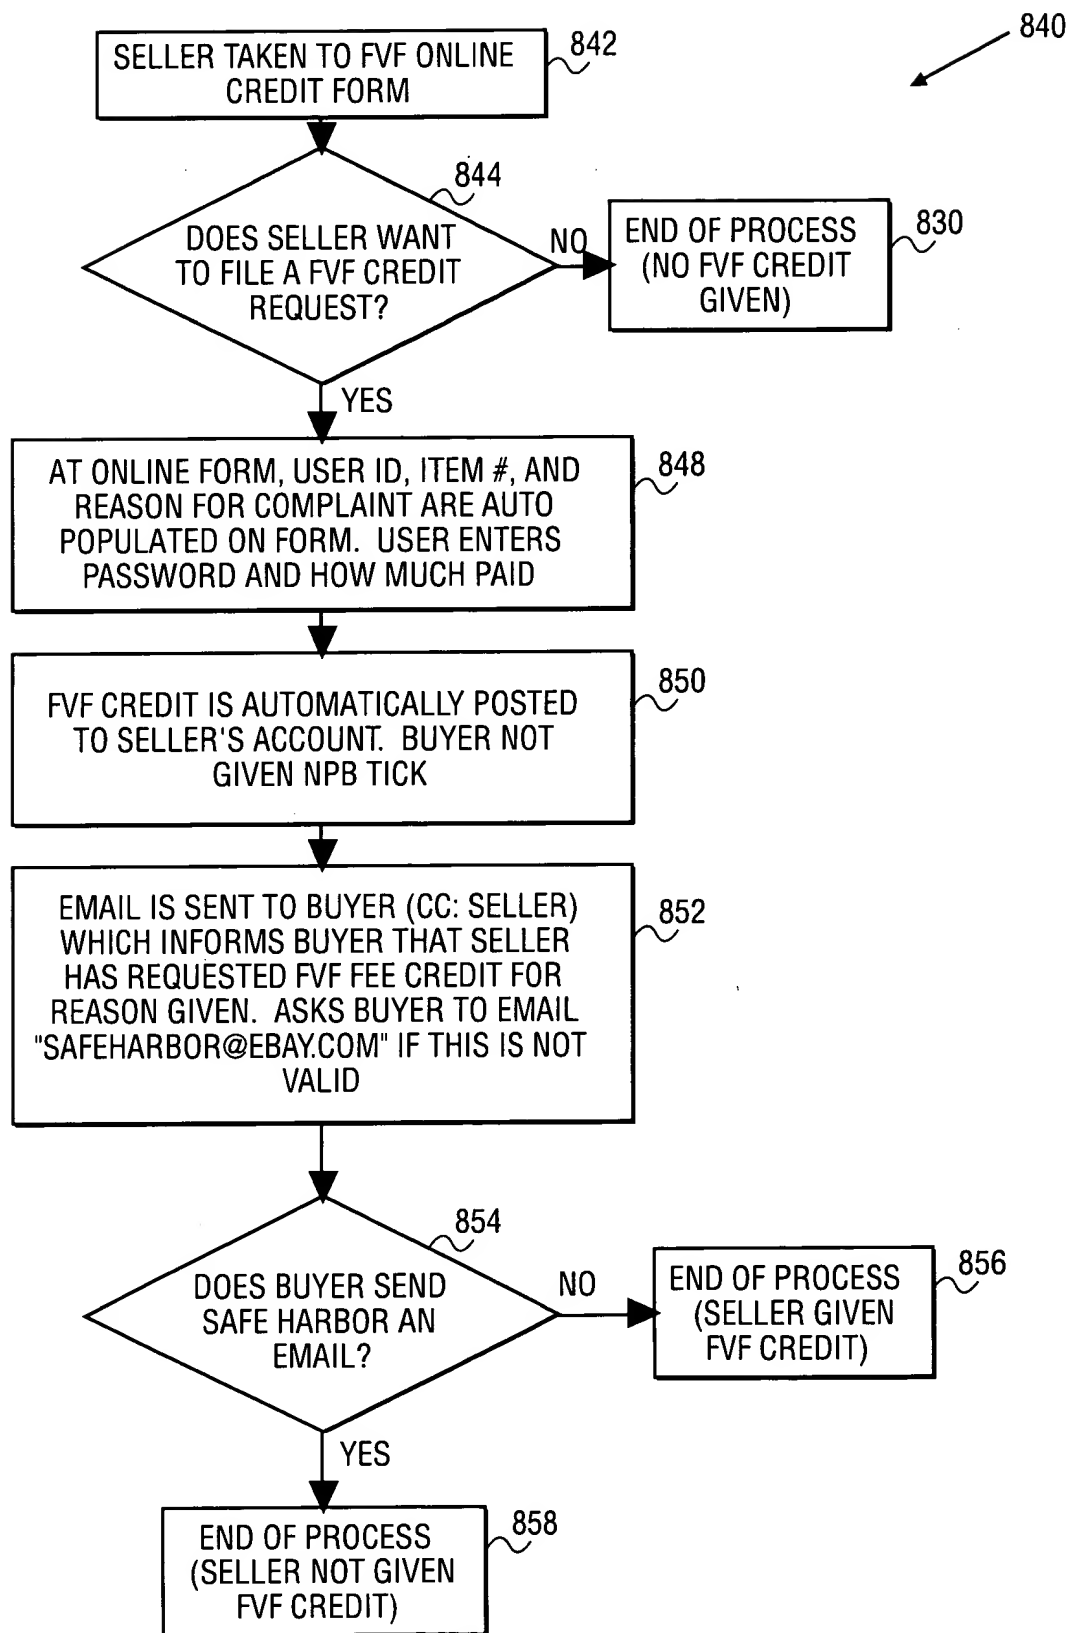 840
SELLER TAKEN TO FVF ONLINE
CREDIT FORM
842
844
DOES SELLER WANT
TO FILE A FVF CREDIT
REQUEST?
NO
END OF PROCESS
(NO FVF CREDIT
GIVEN)
830
YES
AT ONLINE FORM, USER ID, ITEM #, AND
REASON FOR COMPLAINT ARE AUTO
POPULATED ON FORM. USER ENTERS
PASSWORD AND HOW MUCH PAID
848
FVF CREDIT IS AUTOMATICALLY POSTED
TO SELLER'S ACCOUNT. BUYER NOT
GIVEN NPB TICK
850
EMAIL IS SENT TO BUYER (CC: SELLER)
WHICH INFORMS BUYER THAT SELLER
HAS REQUESTED FVF FEE CREDIT FOR
REASON GIVEN. ASKS BUYER TO EMAIL
"SAFEHARBOR@EBAY.COM" IF THIS IS NOT
VALID
852
854
DOES BUYER SEND
SAFE HARBOR AN
EMAIL?
NO
END OF PROCESS
(SELLER GIVEN
FVF CREDIT)
856
YES
END OF PROCESS
(SELLER NOT GIVEN
FVF CREDIT)
858